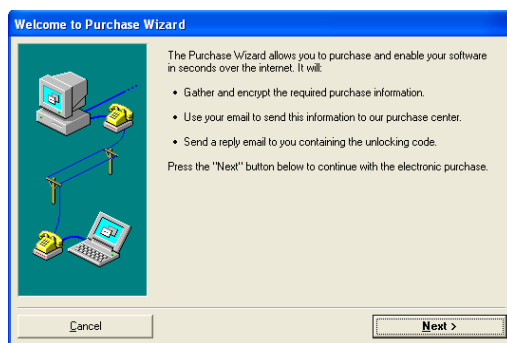 Welcome to Purchase Wizard
The Purchase Wizard allows you to purchase and enable your software
in seconds over the internet. It will:
• Gather and encrypt the required purchase information.
• Use your email to send this information to our purchase center.
• Send a reply email to you containing the unlocking code.
Press the "Next" button below to continue with the electronic purchase.
Cancel
Next >